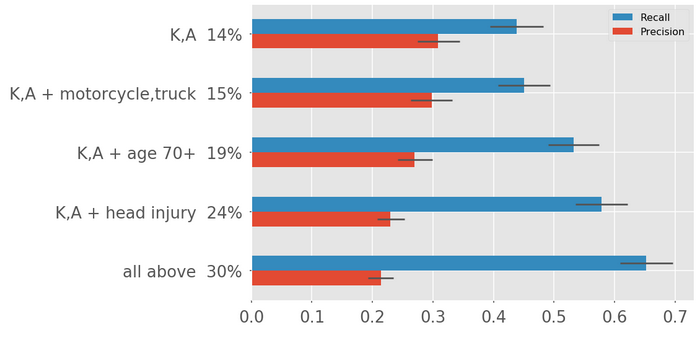 Recall
Precision
K,A 14%
K,A + motorcycle,truck 15%
K,A + age 70+ 19%
K,A + head injury 24%
all above 30%
0.0 0.1 0.2 0.3 0.4 0.5 0.6 0.7